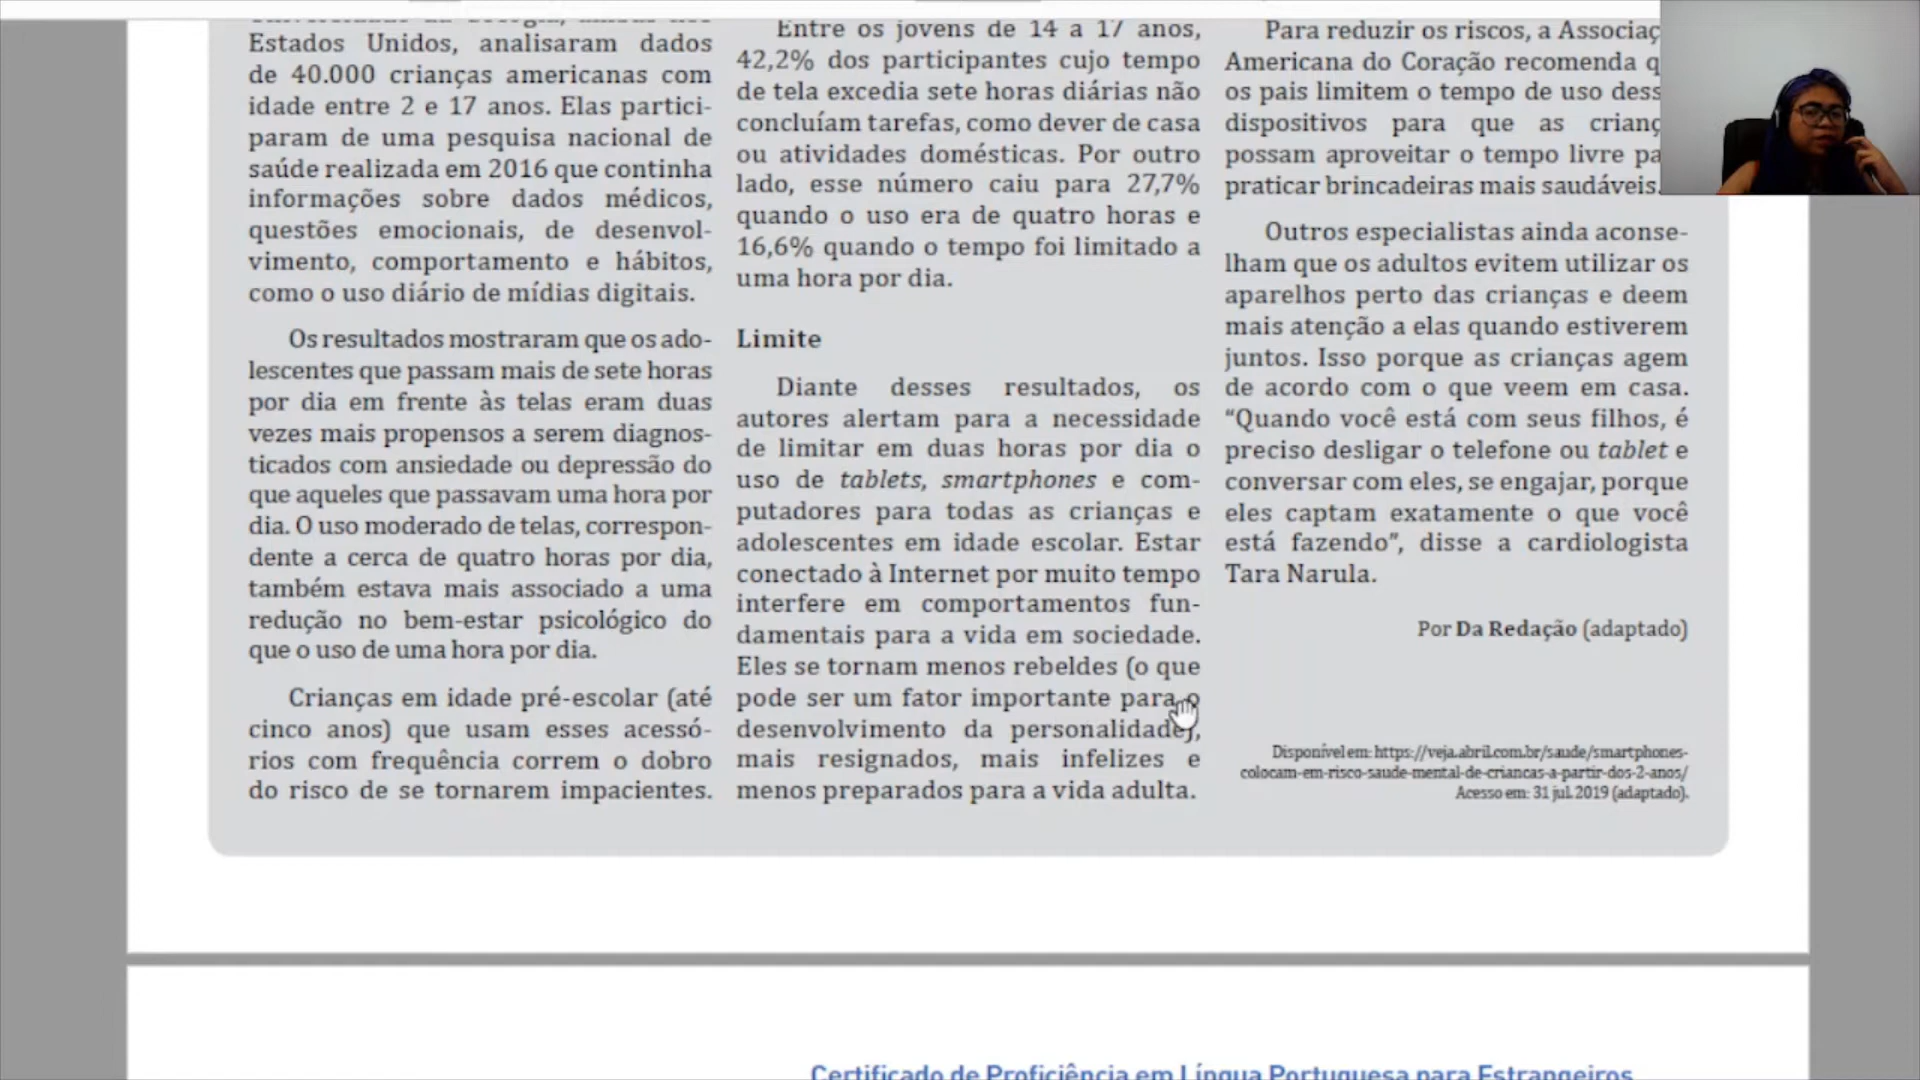 Estados Unidos, analisaram dados
de 40.000 crianças americanas com
idade entre 2 e 17 anos. Elas partici-
param de uma pesquisa nacional de
saúde realizada em 2016 que continha
informações sobre dados médicos,
questões emocionais, de desenvol-
vimento, comportamento e hábitos,
como o uso diário de mídias digitais.
Os resultados mostraram que os ado-
lescentes que passam mais de sete horas
por dia em frente às telas eram duas
vezes mais propensos a serem diagnos-
ticados com ansiedade ou depressão do
que aqueles que passavam uma hora por
dia. O uso moderado de telas, correspon-
dente a cerca de quatro horas por dia,
também estava mais associado a uma
redução no bem-estar psicológico do
que o uso de uma hora por dia.
Crianças em idade pré-escolar (até
cinco anos) que usam esses acessó-
rios com frequência correm o dobro
do risco de se tornarem impacientes.
Entre os jovens de 14 a 17 anos,
42,2% dos participantes cujo tempo
de tela excedia sete horas diárias não
concluíam tarefas, como dever de casa
ou atividades domésticas. Por outro
lado, esse número caiu para 27,7%
quando o uso era de quatro horas e
16,6% quando o tempo foi limitado a
uma hora por dia.
Limite
Diante desses resultados, os
autores alertam para a necessidade
de limitar em duas horas por dia o
uso de tablets, smartphones e com-
putadores para todas as crianças e
adolescentes em idade escolar. Estar
conectado à Internet por muito tempo
interfere em comportamentos fun-
damentais para a vida em sociedade.
Eles se tornam menos rebeldes (o que
pode ser um fator importante para o
desenvolvimento da personalidade),
mais resignados, mais infelizes e
menos preparados para a vida adulta.
Para reduzir os riscos, a Associaç
Americana do Coração recomenda q
os pais limitem o tempo de uso dess
dispositivos para que as crianç
possam aproveitar o tempo livre pa
praticar brincadeiras mais saudáveis.
Outros especialistas ainda aconse-
lham que os adultos evitem utilizar os
aparelhos perto das crianças e deem
mais atenção a elas quando estiverem
juntos. Isso porque as crianças agem
de acordo com o que veem em casa.
“Quando você está com seus filhos, é
preciso desligar o telefone ou tablet e
conversar com eles, se engajar, porque
eles captam exatamente o que você
está fazendo”, disse a cardiologista
Tara Narula.
Por Da Redação (adaptado)
Disponível em: https://veja.abril.com.br/saude/smartphones-
colocam-em-risco-saude-mental-de-criancas-a-partir-dos-2-anos/
Acesso em: 31 jul. 2019 (adaptado).
Certificado de Proficiência em Língua Portuguesa para Estrangeiros